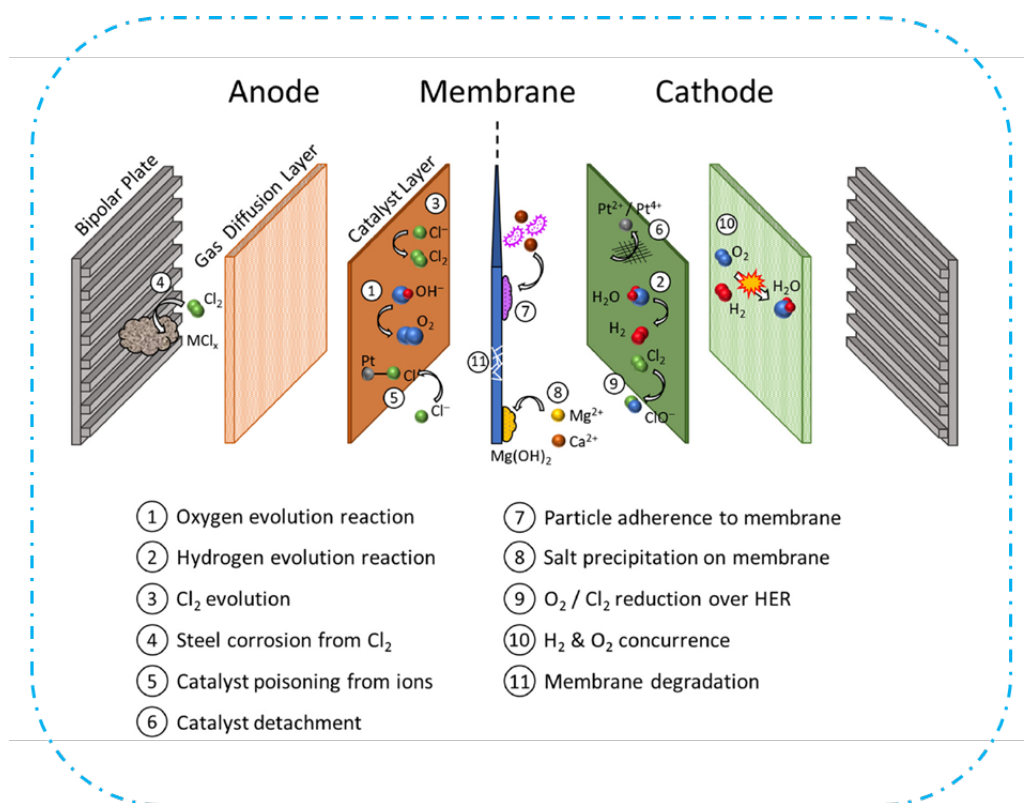 Anode
Membrane
Cathode
Bipolar Plate
Gas Diffusion Layer
Catalyst Layer
④
Cl₂
MClₓ
③
Cl⁻
Cl₂
①
OH⁻
O₂
Pt
Cl⁻
⑤
Cl⁻
⑦
⑪
⑧
Mg²⁺
Ca²⁺
Mg(OH)₂
Pt²⁺ / Pt⁴⁺
⑥
②
H₂O
H₂
Cl₂
⑨
ClO⁻
⑩
O₂
H₂O
H₂
① Oxygen evolution reaction
② Hydrogen evolution reaction
③ Cl₂ evolution
④ Steel corrosion from Cl₂
⑤ Catalyst poisoning from ions
⑥ Catalyst detachment
⑦ Particle adherence to membrane
⑧ Salt precipitation on membrane
⑨ O₂ / Cl₂ reduction over HER
⑩ H₂ & O₂ concurrence
⑪ Membrane degradation